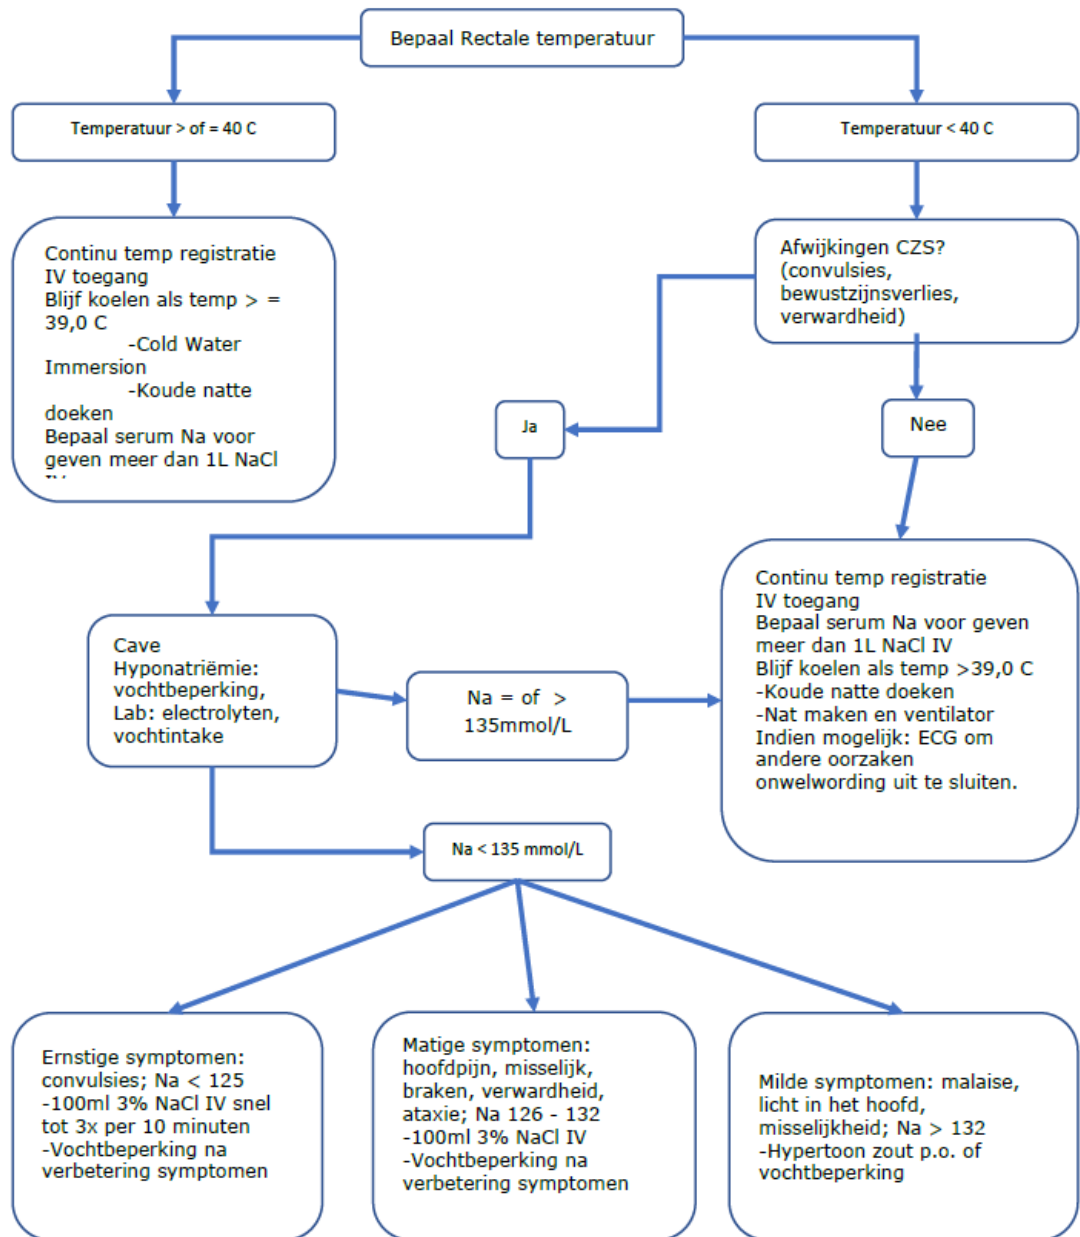 Bepaal Rectale temperatuur
Temperatuur > of = 40 C
Temperatuur < 40 C
Continu temp registratie
IV toegang
Blijf koelen als temp > =
39,0 C
-Cold Water
Immersion
-Koude natte
doeken
Bepaal serum Na voor
geven meer dan 1L NaCl
Afwijkingen CZS?
(convulsies,
bewustzijnsverlies,
verwardheid)
Ja
Nee
Cave
Hyponatriëmie:
vochtbeperking,
Lab: electrolyten,
vochtintake
Na = of >
135mmol/L
Continu temp registratie
IV toegang
Bepaal serum Na voor geven
meer dan 1L NaCl IV
Blijf koelen als temp >39,0 C
-Koude natte doeken
-Nat maken en ventilator
Indien mogelijk: ECG om
andere oorzaken
onwelwording uit te sluiten.
Na < 135 mmol/L
Ernstige symptomen:
convulsies; Na < 125
-100ml 3% NaCl IV snel
tot 3x per 10 minuten
-Vochtbeperking na
verbetering symptomen
Matige symptomen:
hoofdpijn, misselijk,
braken, verwardheid,
ataxie; Na 126 - 132
-100ml 3% NaCl IV
-Vochtbeperking na
verbetering symptomen
Milde symptomen: malaise,
licht in het hoofd,
misselijkheid; Na > 132
-Hypertoon zout p.o. of
vochtbeperking